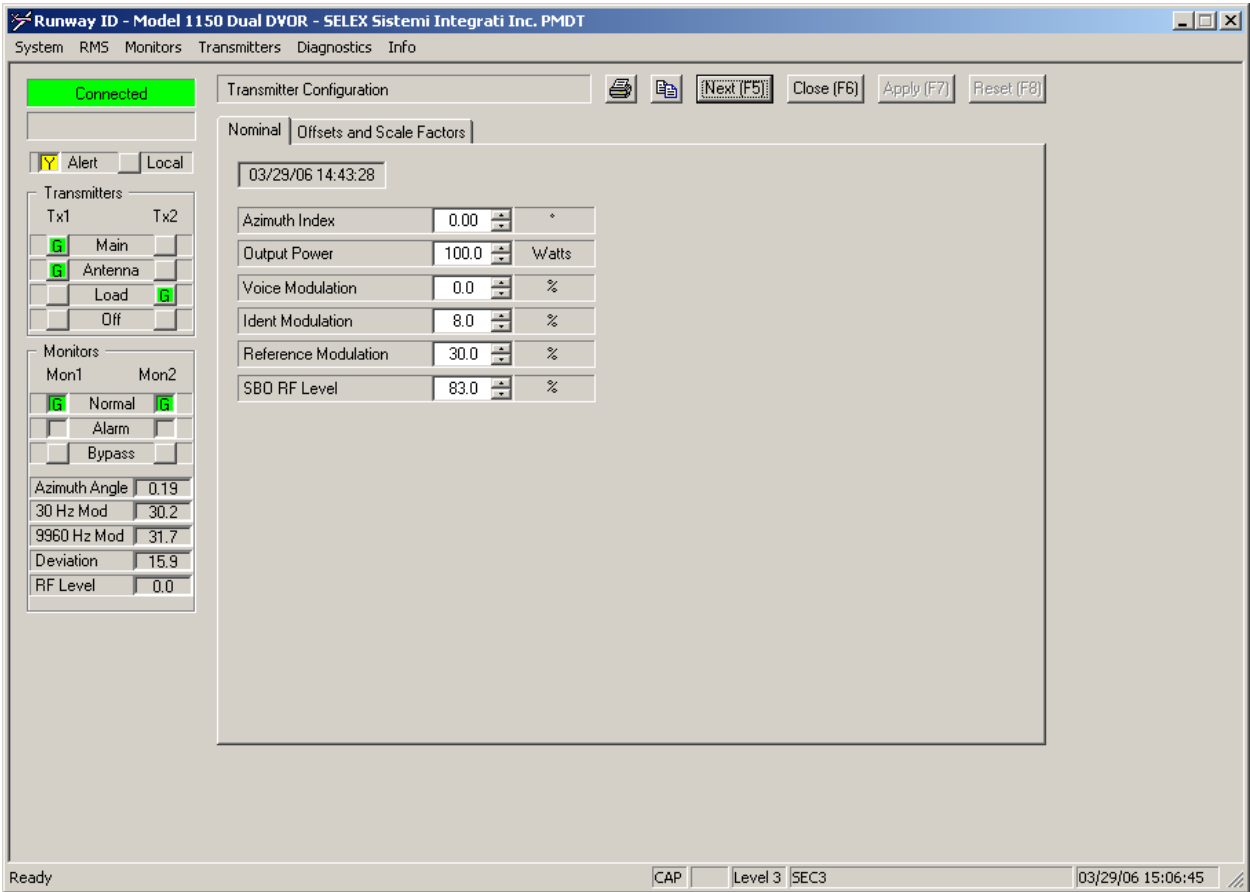 Runway ID - Model 1150 Dual DVOR - SELEX Sistemi Integrati Inc. PMDT
System RMS Monitors Transmitters Diagnostics Info
Connected
Transmitter Configuration
Next (F5)
Close (F6)
Apply (F7)
Reset (F8)
Y Alert Local
Transmitters
Tx1 Tx2
G Main
G Antenna
Load G
Off
Monitors
Mon1 Mon2
G Normal G
Alarm
Bypass
Azimuth Angle 0.19
30 Hz Mod 30.2
9960 Hz Mod 31.7
Deviation 15.9
RF Level 0.0
Nominal Offsets and Scale Factors
03/29/06 14:43:28
Azimuth Index 0.00 °
Output Power 100.0 Watts
Voice Modulation 0.0 %
Ident Modulation 8.0 %
Reference Modulation 30.0 %
SBO RF Level 83.0 %
Ready CAP Level 3 SEC3 03/29/06 15:06:45